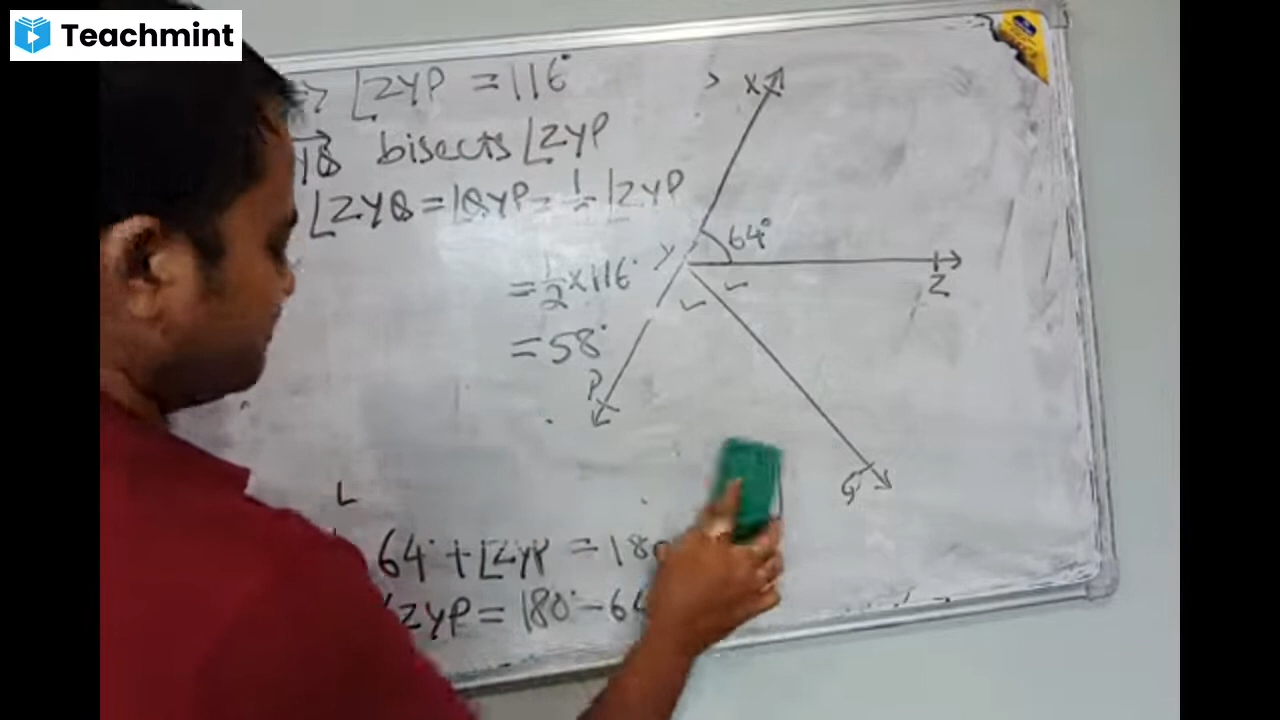 Teachmint
⇒ ∠ZYP = 116°
YQ bisects ∠ZYP
∠ZYQ = ∠QYP = 1/2 ∠ZYP
= 1/2 × 116°
= 58°
64° + ∠ZYP = 180
∠ZYP = 180° - 64
X
64°
Y
Z
P
Q